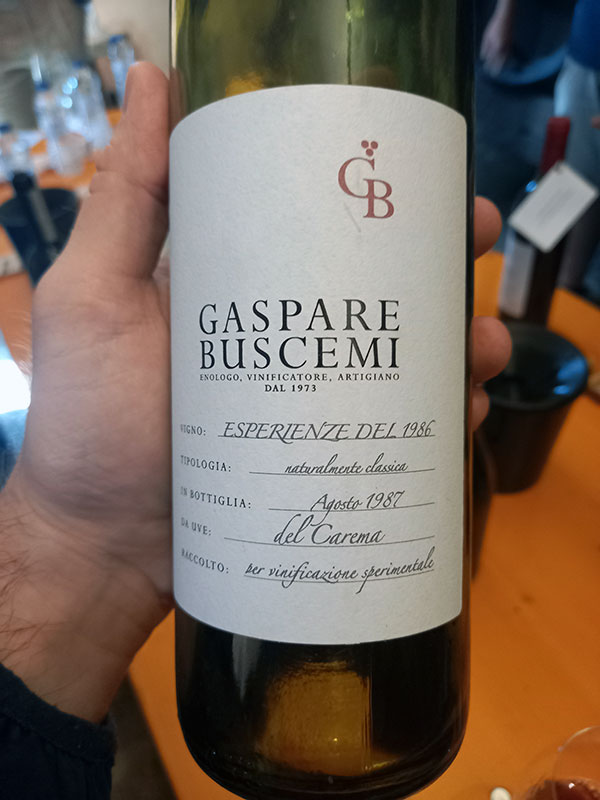 GB
GASPARE
BUSCEMI
ENOLOGO, VINIFICATORE, ARTIGIANO
DAL 1973
ESPERIENZE DEL 1986
TIPOLOGIA: naturalmente classica
IN BOTTIGLIA: Agosto 1987
DA UVE: del Carema
RACCOLTO: per vinificazione sperimentale